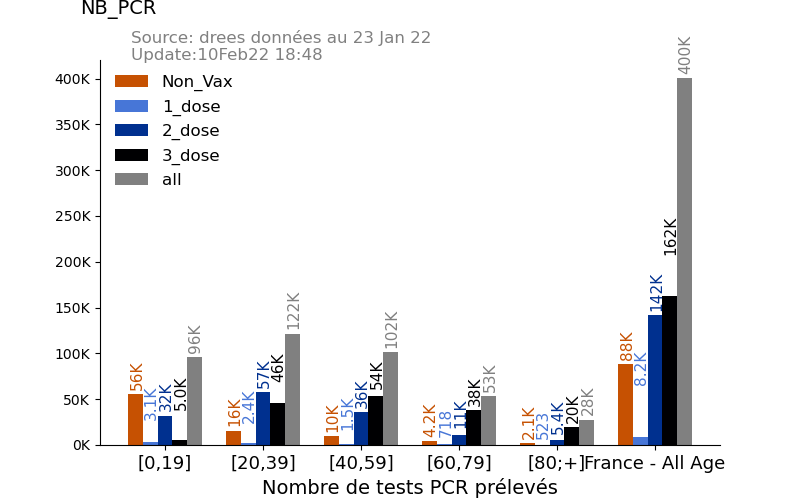 NB_PCR
Source: drees données au 23 Jan 22
Update:10Feb22 18:48
400K
350K
300K
250K
200K
150K
100K
50K
0K
Non_Vax
1_dose
2_dose
3_dose
all
56K
3.1K
32K
5.0K
96K
16K
2.4K
57K
46K
122K
10K
1.5K
36K
54K
102K
4.2K
718
11K
38K
53K
2.1K
523
5.4K
20K
28K
88K
8.2K
142K
162K
400K
[0,19] [20,39] [40,59] [60,79] [80;+] France - All Age
Nombre de tests PCR prélevés